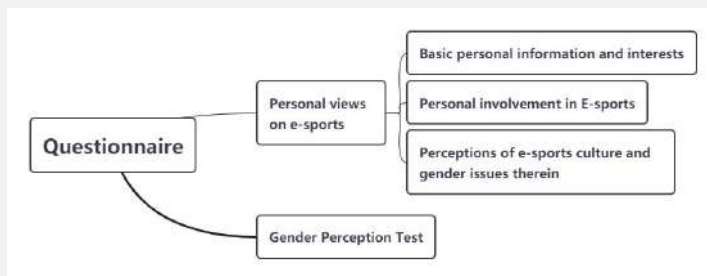 Questionnaire
Personal views
on e-sports
Basic personal information and interests
Personal involvement in E-sports
Perceptions of e-sports culture and
gender issues therein
Gender Perception Test